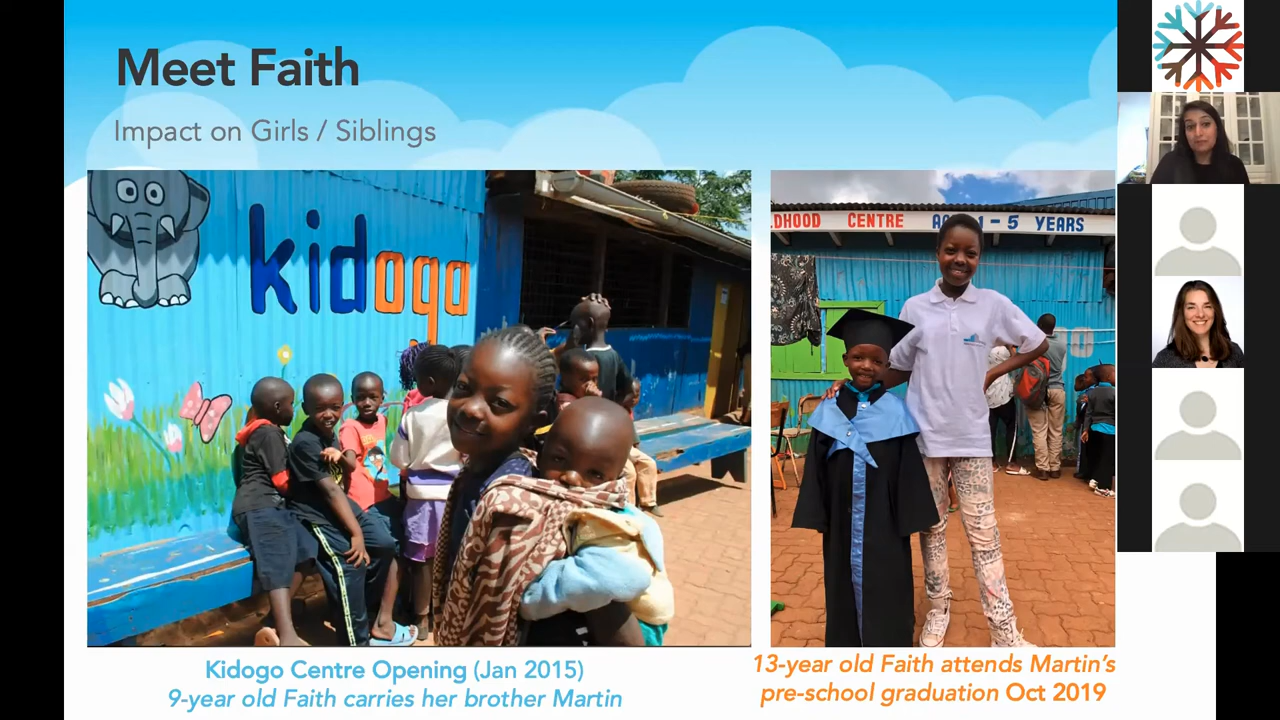 Meet Faith
Impact on Girls / Siblings
kidogo
LDHOOD CENTRE AGES 1 - 5 YEARS
Kidogo Centre Opening (Jan 2015)
9-year old Faith carries her brother Martin
13-year old Faith attends Martin's
pre-school graduation Oct 2019